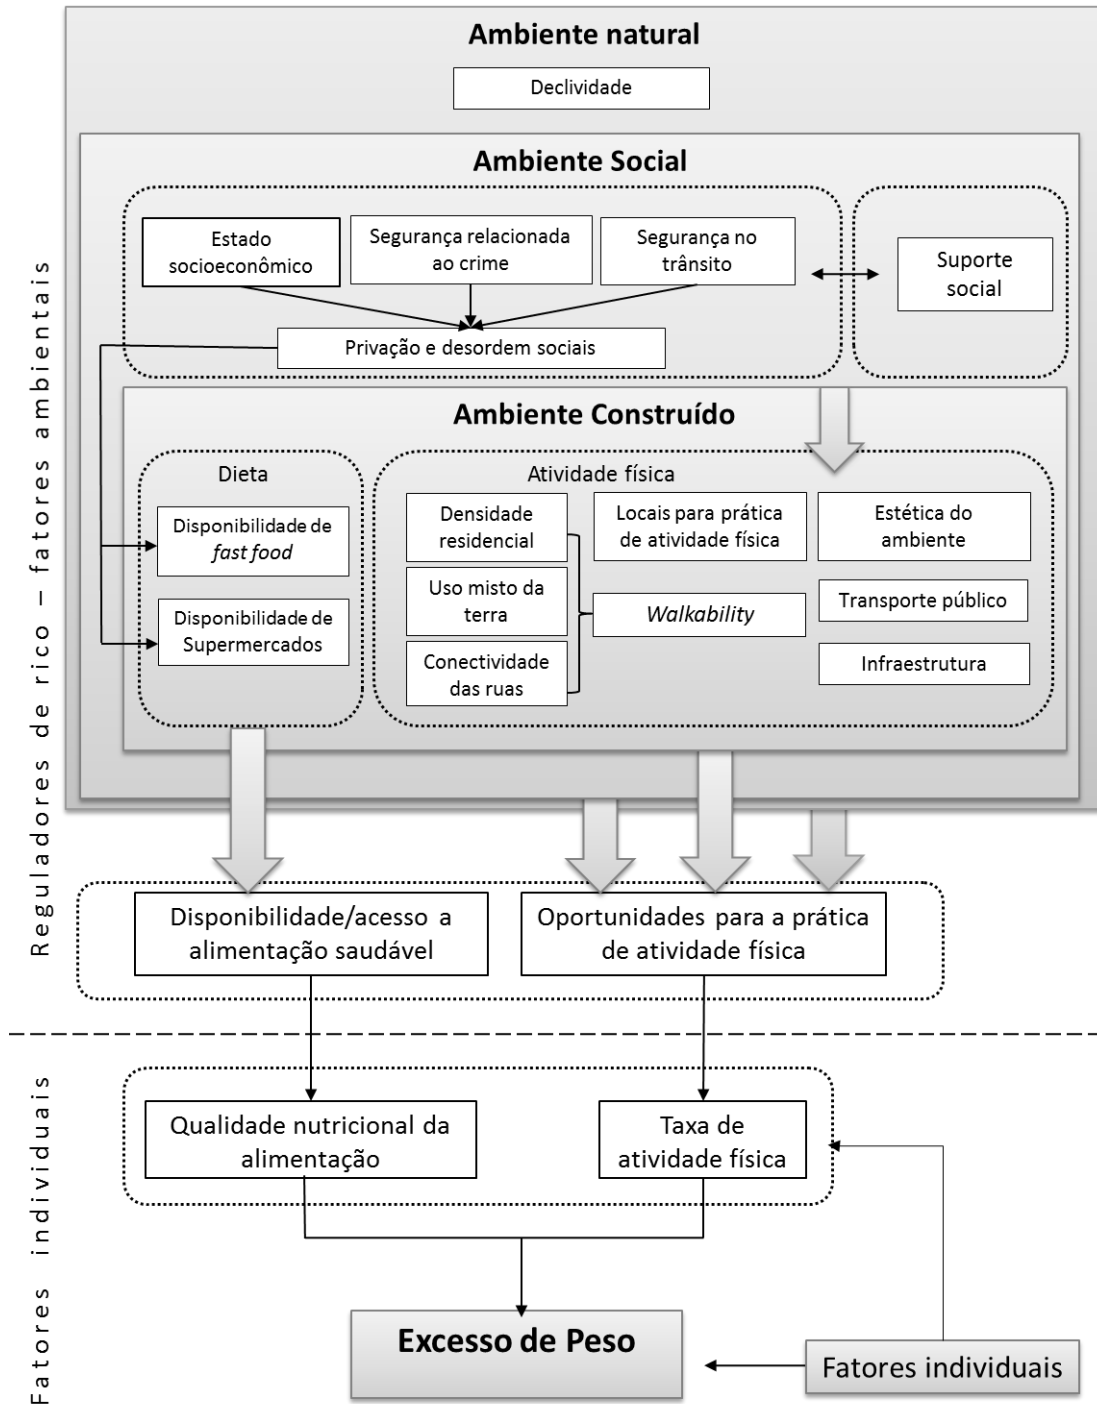 Ambiente natural
Declividade
Ambiente Social
Estado
socioeconômico
Segurança relacionada
ao crime
Segurança no
trânsito
Suporte
social
Privação e desordem sociais
Ambiente Construído
Dieta
Disponibilidade de
fast food
Disponibilidade de
Supermercados
Atividade física
Densidade
residencial
Uso misto da
terra
Conectividade
das ruas
Locais para prática
de atividade física
Walkability
Estética do
ambiente
Transporte público
Infraestrutura
Reguladores de rico – fatores ambientais
Disponibilidade/acesso a
alimentação saudável
Oportunidades para a prática
de atividade física
Fatores individuais
Qualidade nutricional da
alimentação
Taxa de
atividade física
Excesso de Peso
Fatores individuais